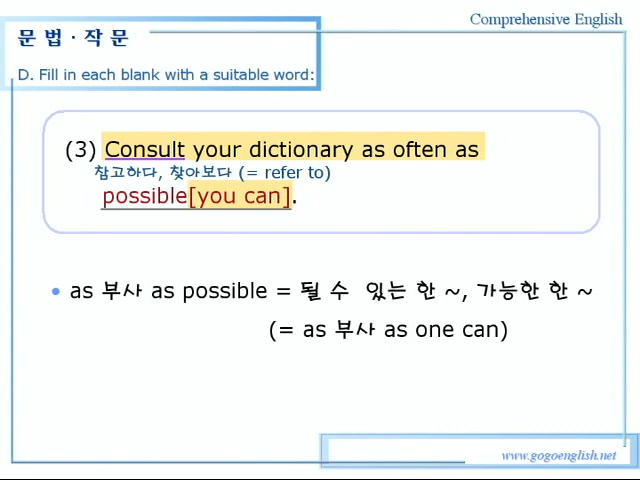 Comprehensive English
문 법 · 작 문
D. Fill in each blank with a suitable word:
(3) Consult your dictionary as often as
참고하다, 찾아보다 (= refer to)
possible[you can].
• as 부사 as possible = 될 수 있는 한 ~, 가능한 한 ~
(= as 부사 as one can)
www.gogoenglish.net